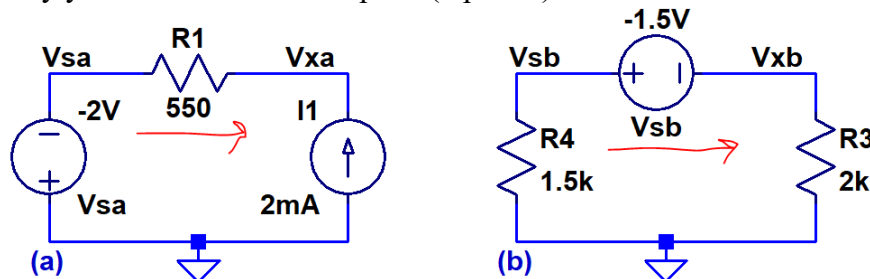 -1.5V
Vsa R1 Vxa Vsb + - Vxb
- -2V 550 I1 Vsb R4 R3
+ Vsa 2mA 1.5k 2k
(a) (b)